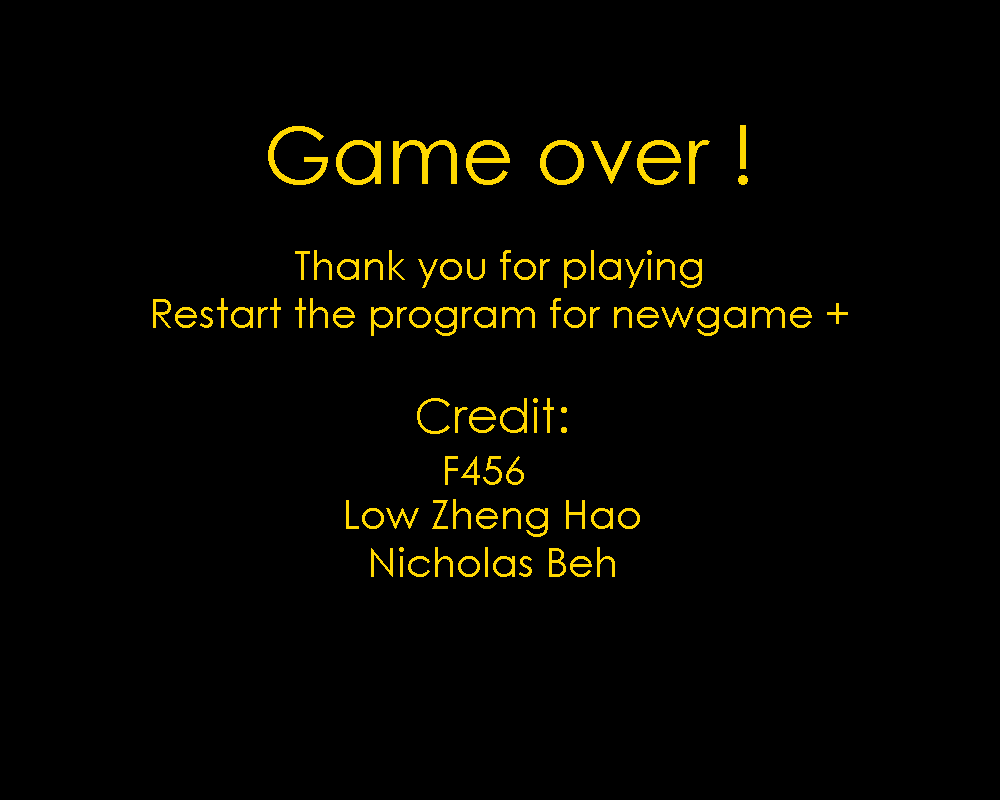 Game over !
Thank you for playing
Restart the program for newgame +
Credit:
F456
Low Zheng Hao
Nicholas Beh